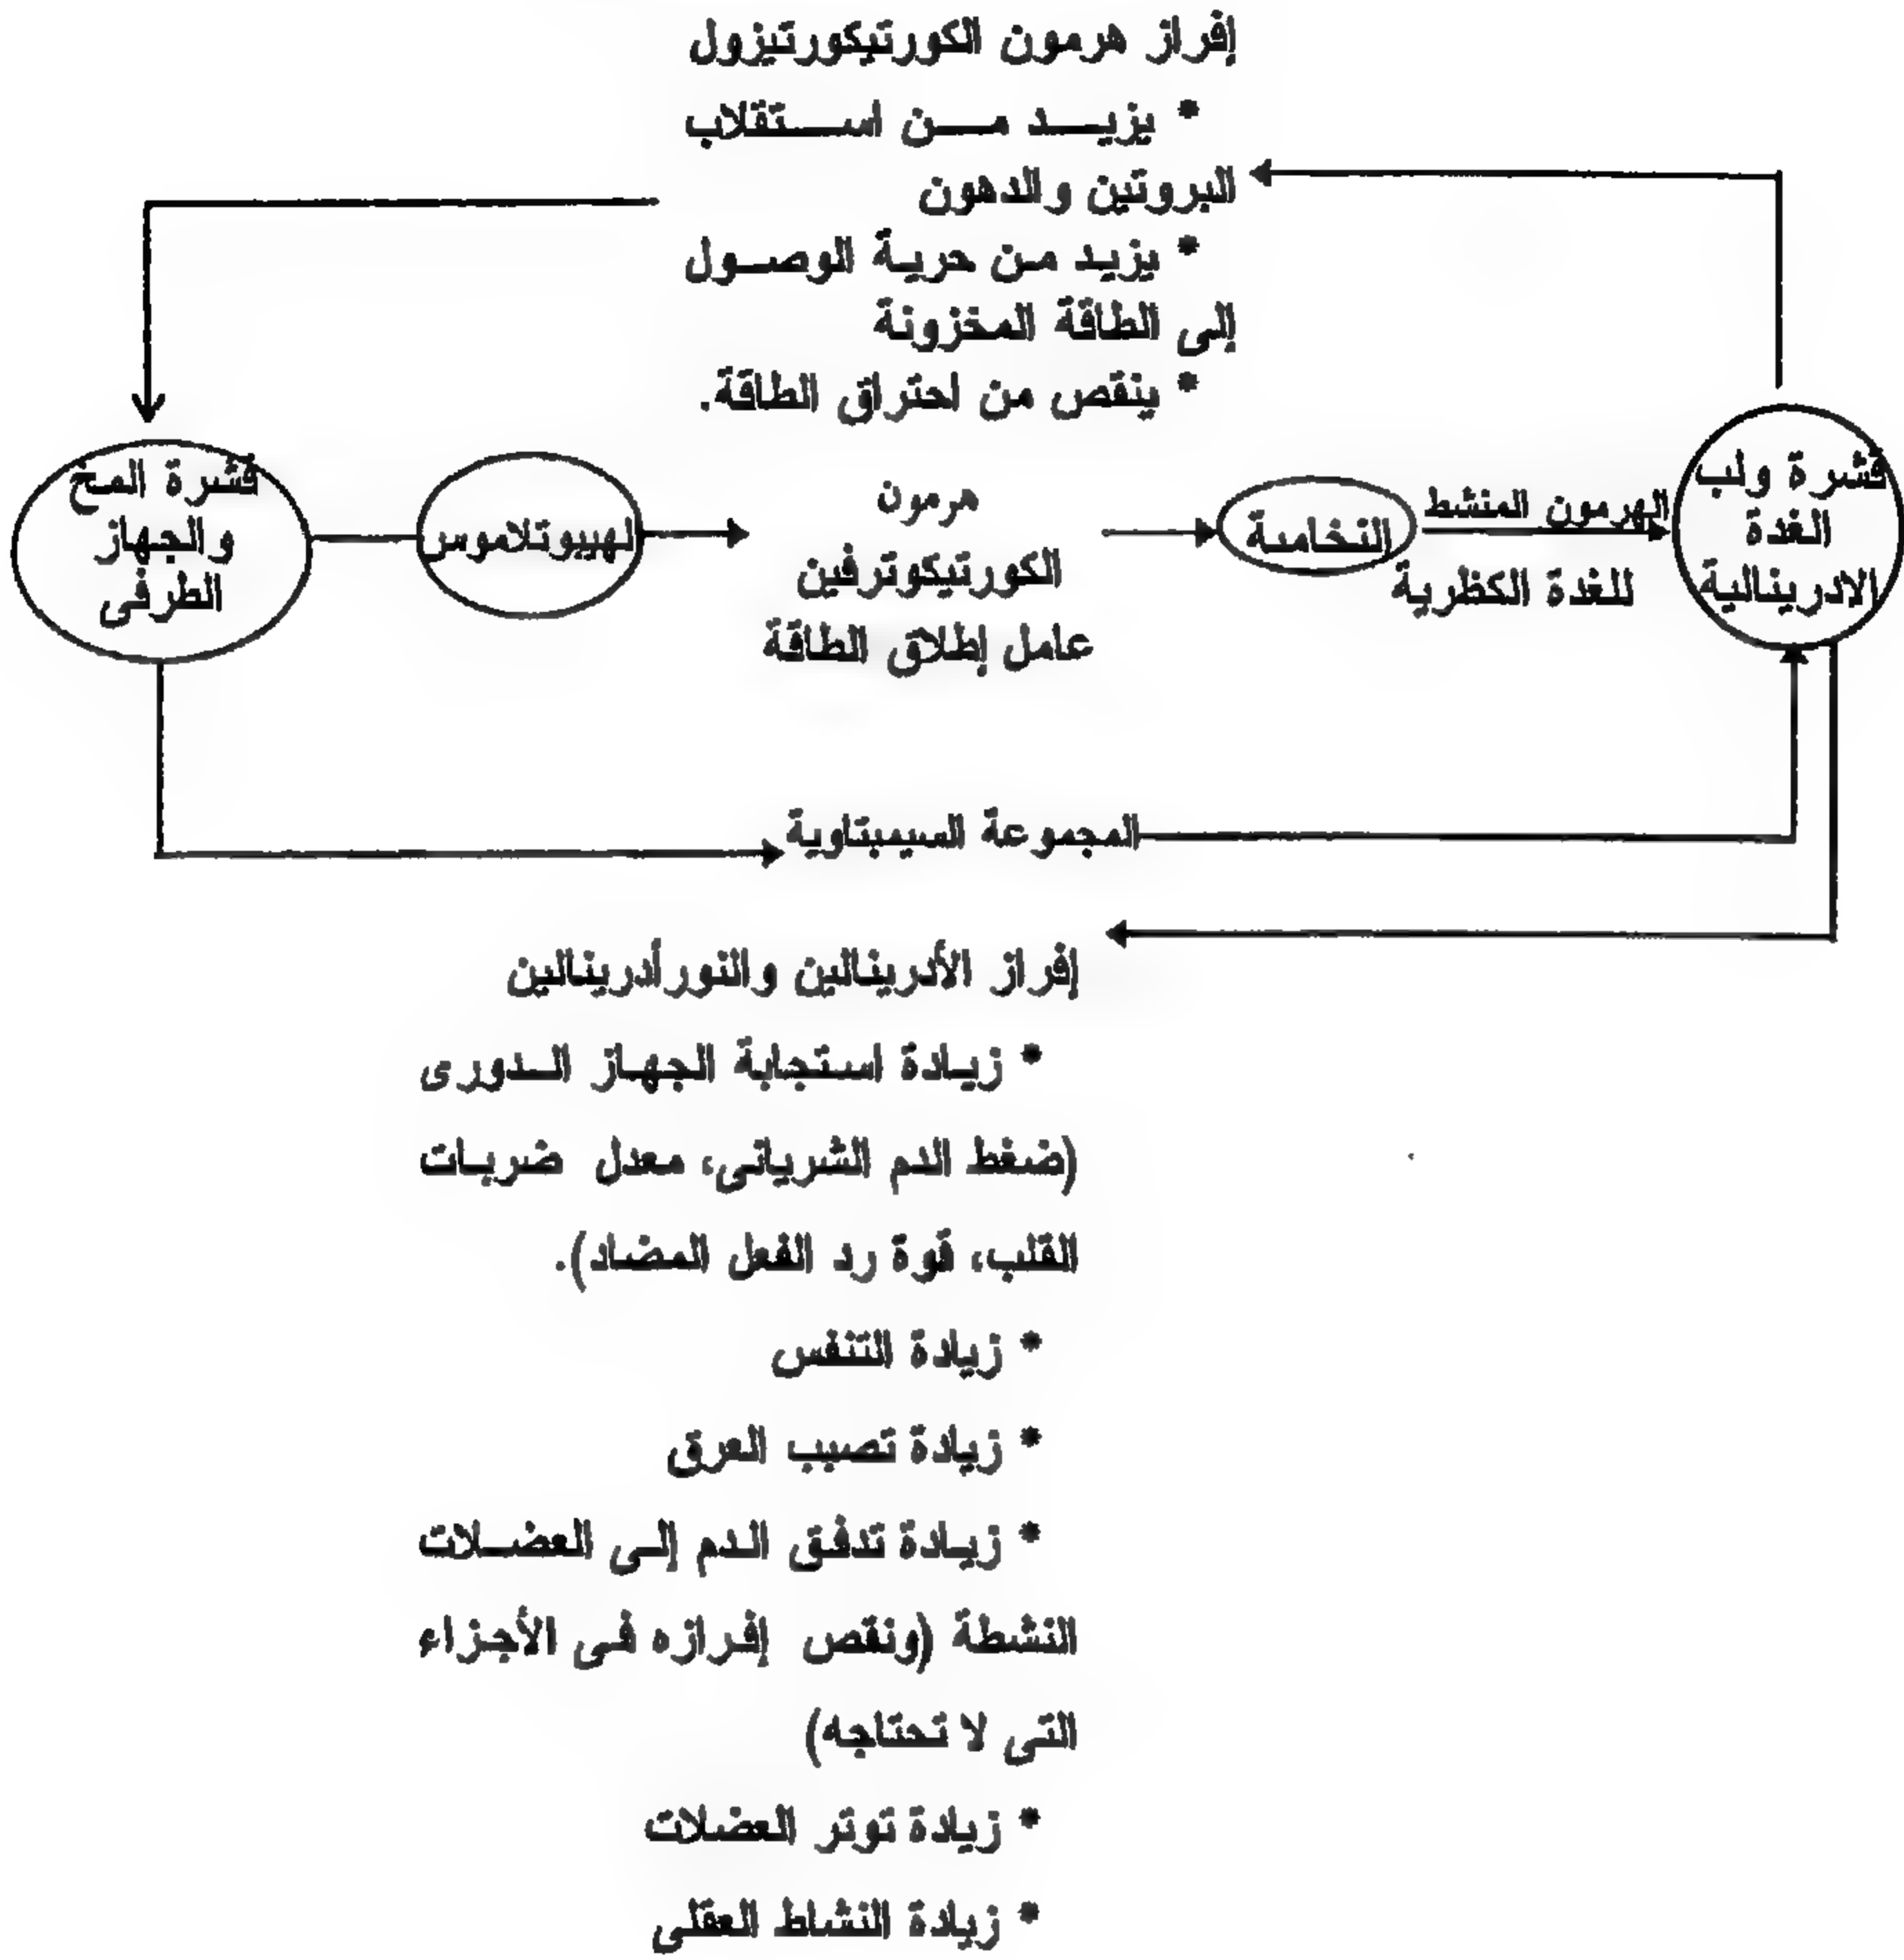 إفراز هرمون الكورتيكورتيزول
* يزيد من استقلاب
البروتين والدهون
* يزيد من حرية الوصول
إلى الطاقة المخزونة
* ينقص من احتراق الطاقة.
قشرة ولب
الغدة
الادرينالية
الهرمون المنشط
للغدة الكظرية
النخامية
هرمون
الكورتيكوترفين
عامل إطلاق الطاقة
لهيبوتلاموس
قشرة المخ
والجهاز
الطرفى
المجموعة السيمبتاوية
إفراز الأدرينالين والنورأدرينالين
* زيادة استجابة الجهاز الدورى
(ضغط الدم الشريانى، معدل ضربات
القلب، قوة رد الفعل المضاد).
* زيادة التنفس
* زيادة تصبب العرق
* زيادة تدفق الدم إلى العضلات
النشطة (ونقص إفرازه فى الأجزاء
التى لا تحتاجه)
* زيادة توتر العضلات
* زيادة النشاط العقلى